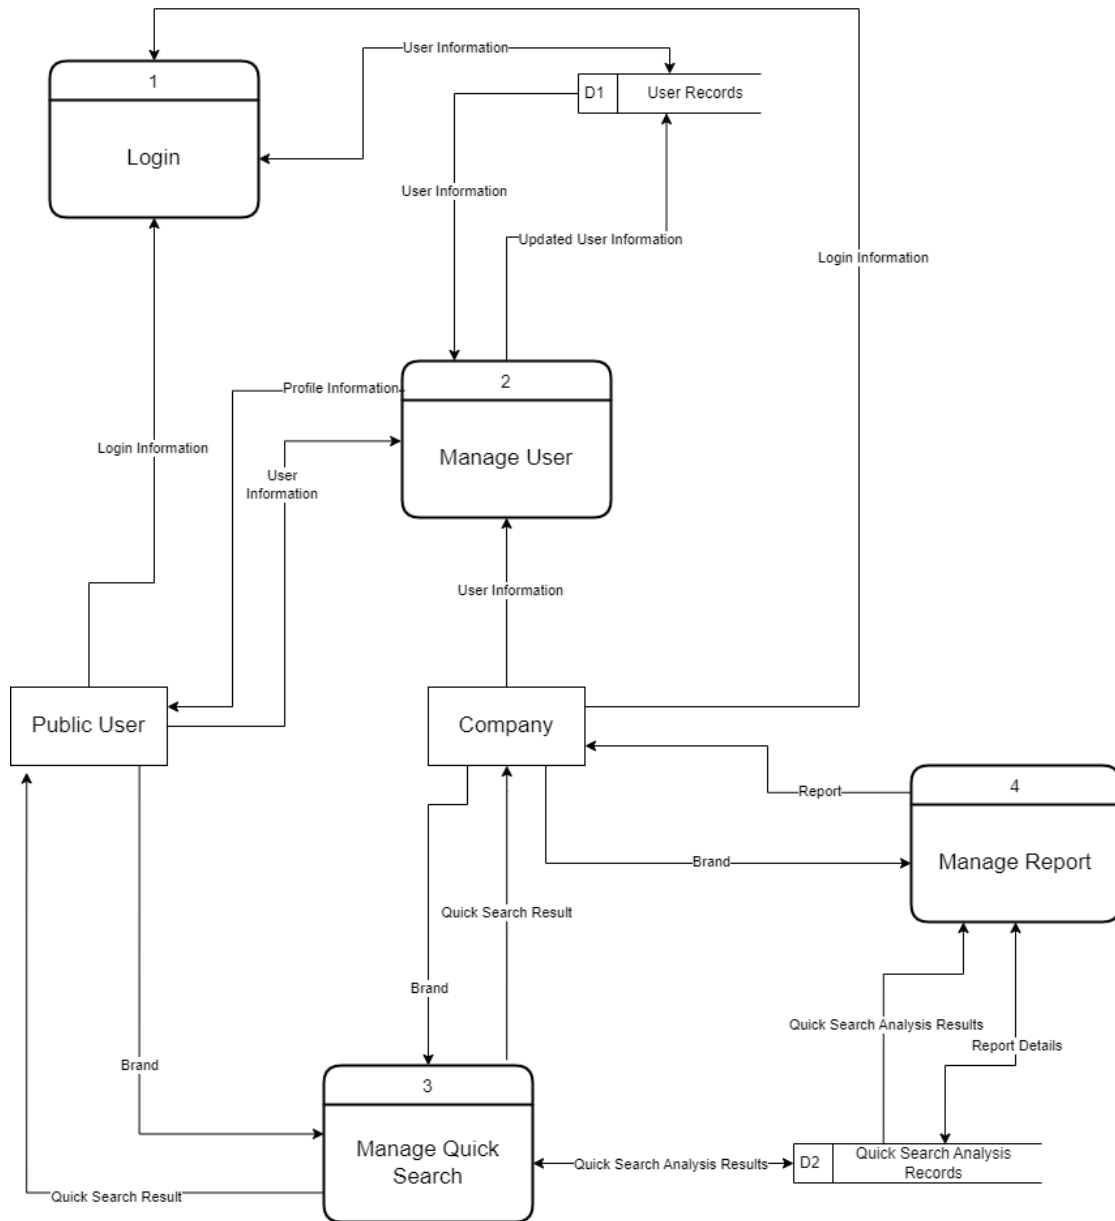 User Information
1
D1
User Records
Login
User Information
Updated User Information
Login Information
2
Profile Information
Login Information
Manage User
User
Information
User Information
Public User
Company
Report
4
Brand
Manage Report
Quick Search Result
Brand
Quick Search Analysis Results
Report Details
Brand
3
Manage Quick
Search
Quick Search Analysis Results
D2
Quick Search Analysis
Records
Quick Search Result